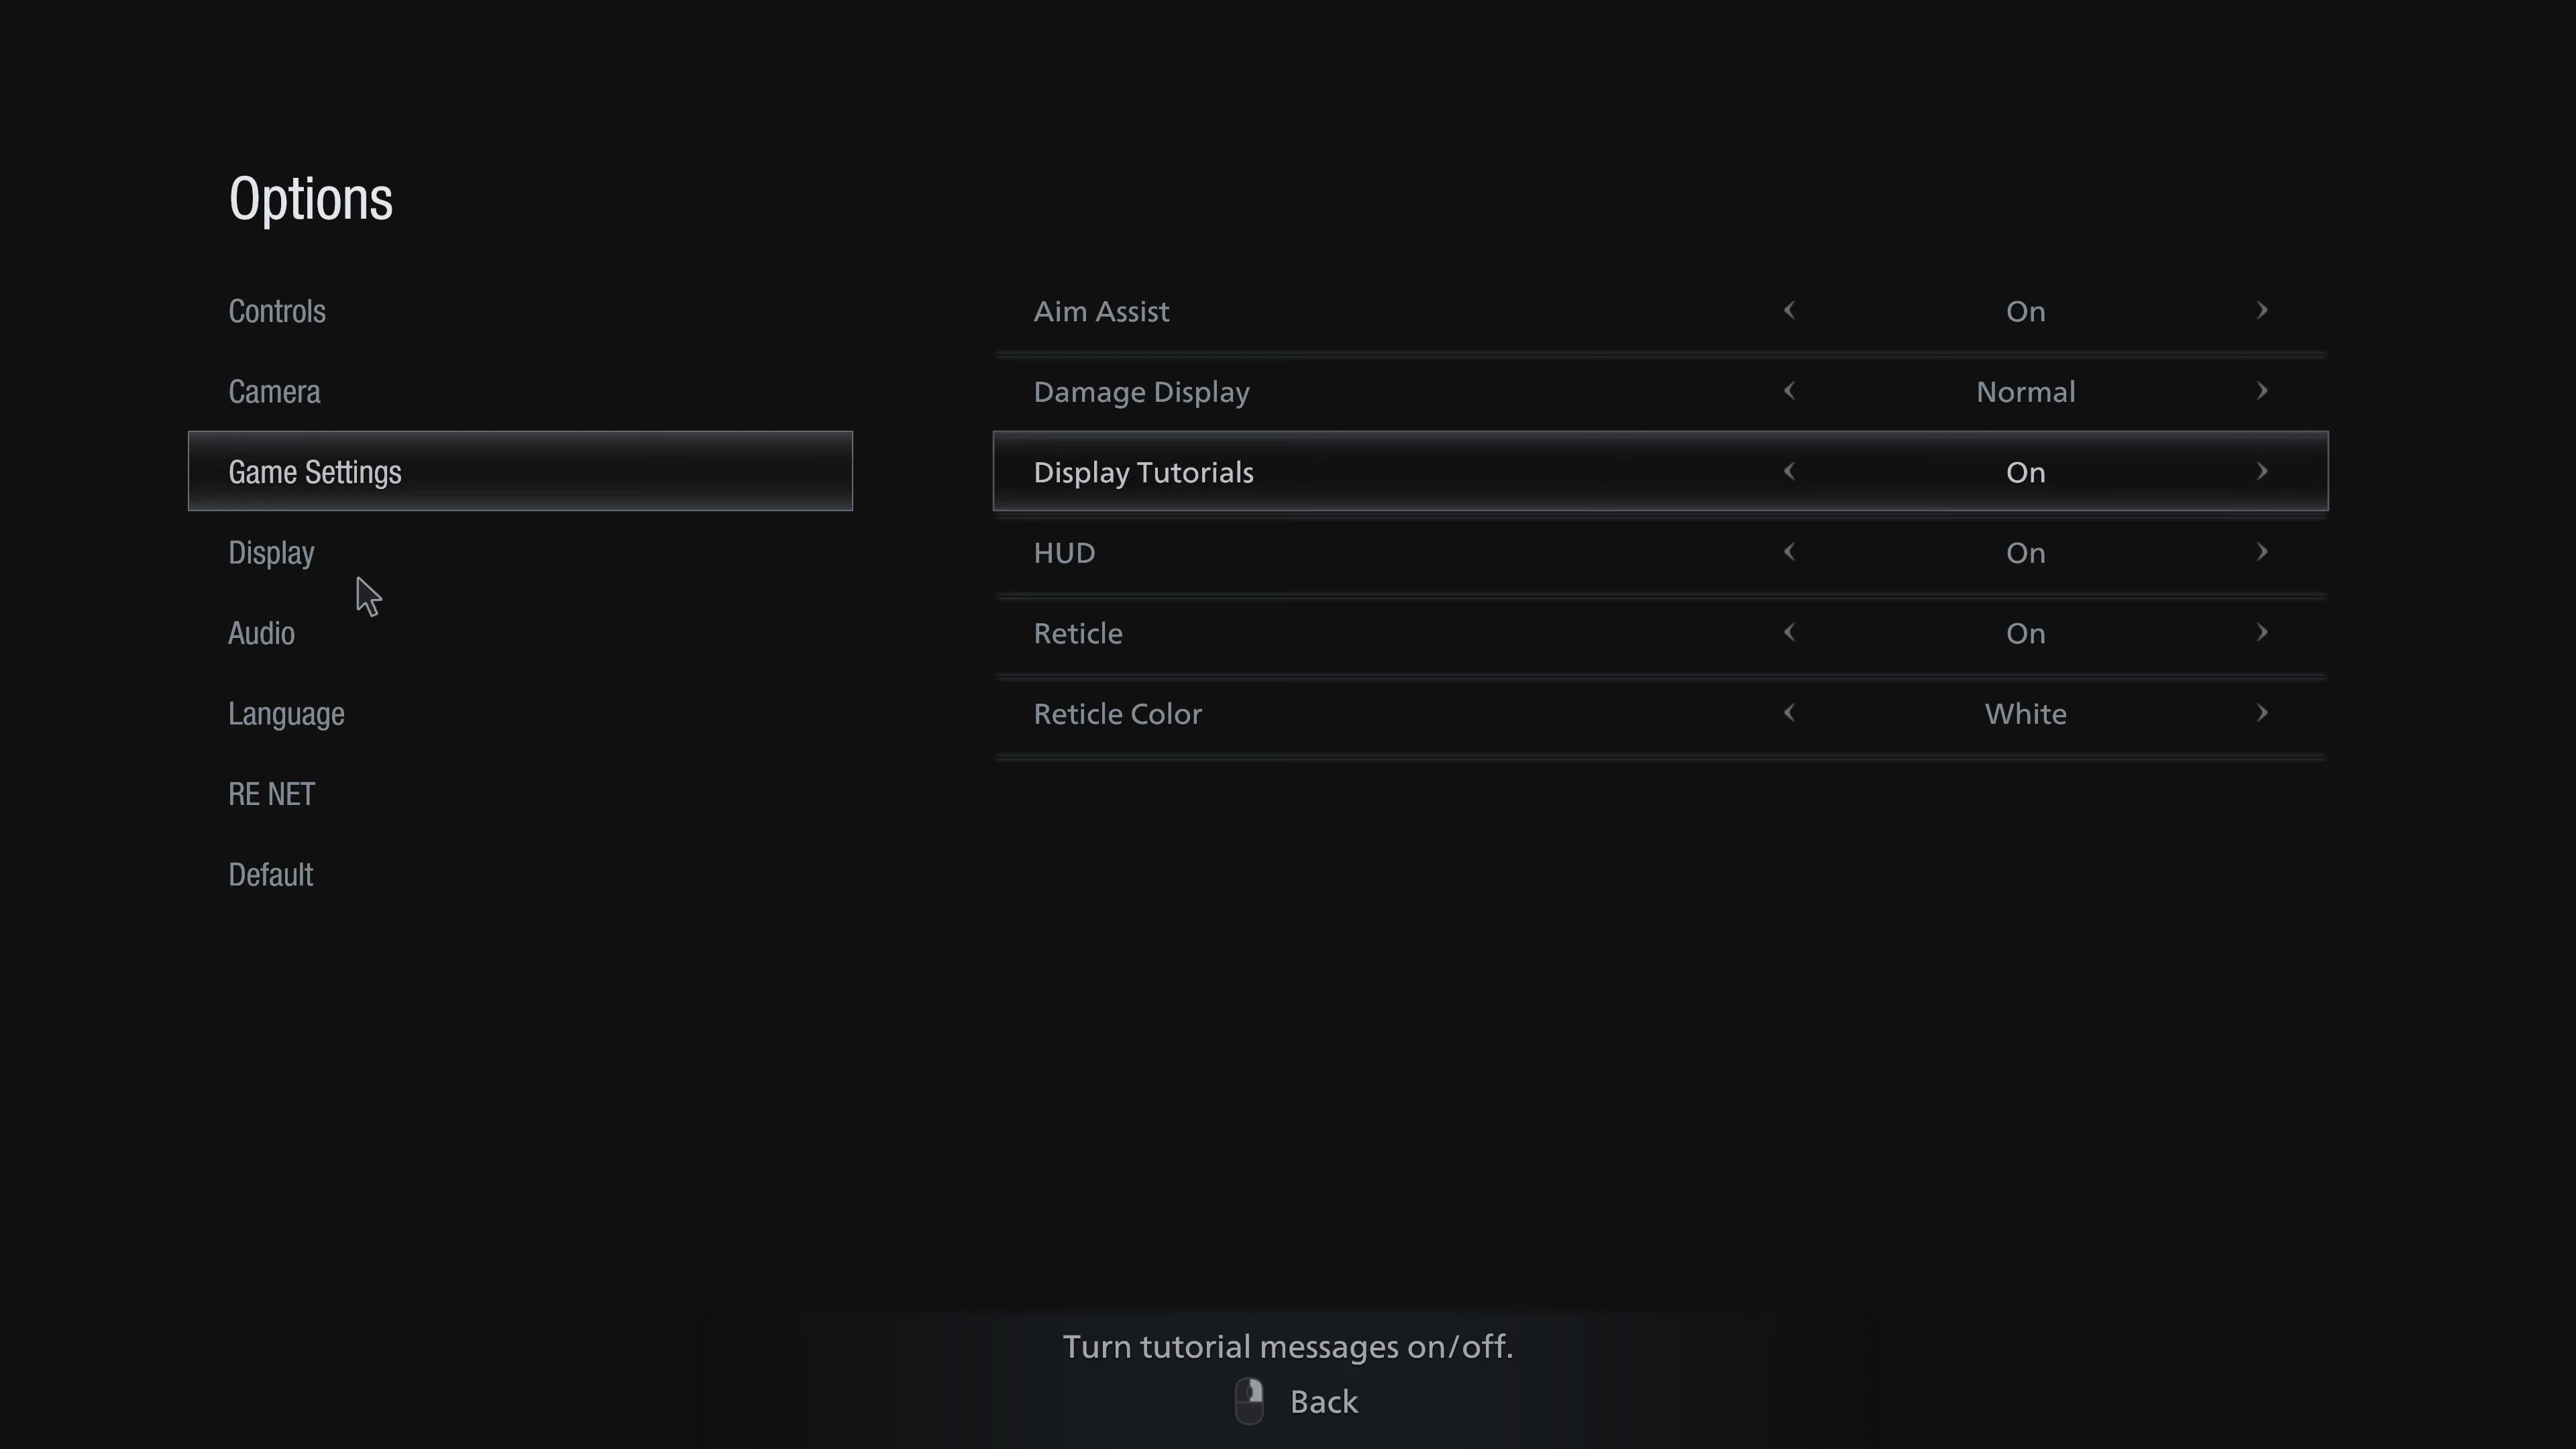 Options
Controls
Camera
Game Settings
Display
Audio
Language
RE NET
Default
Aim Assist On
Damage Display Normal
Display Tutorials On
HUD On
Reticle On
Reticle Color White
Turn tutorial messages on/off.
Back